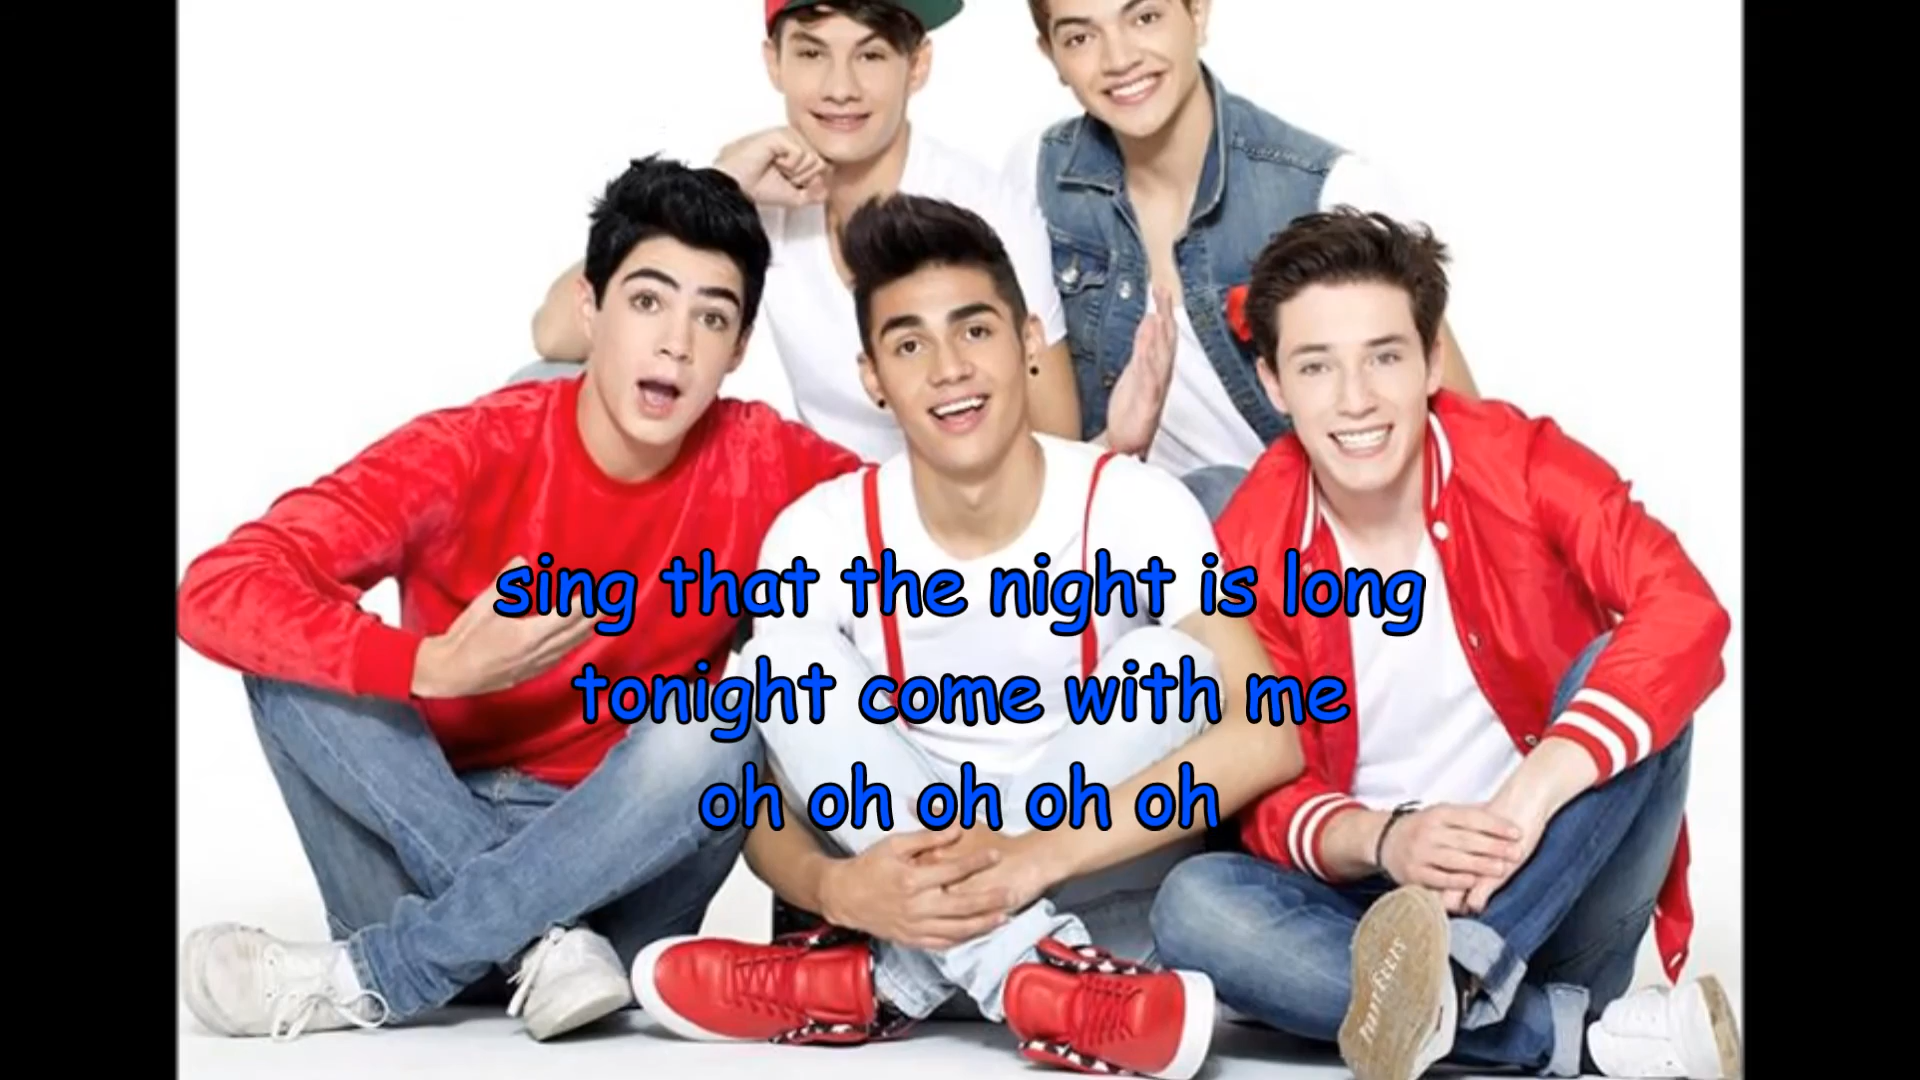 sing that the night is long
tonight come with me
oh oh oh oh oh